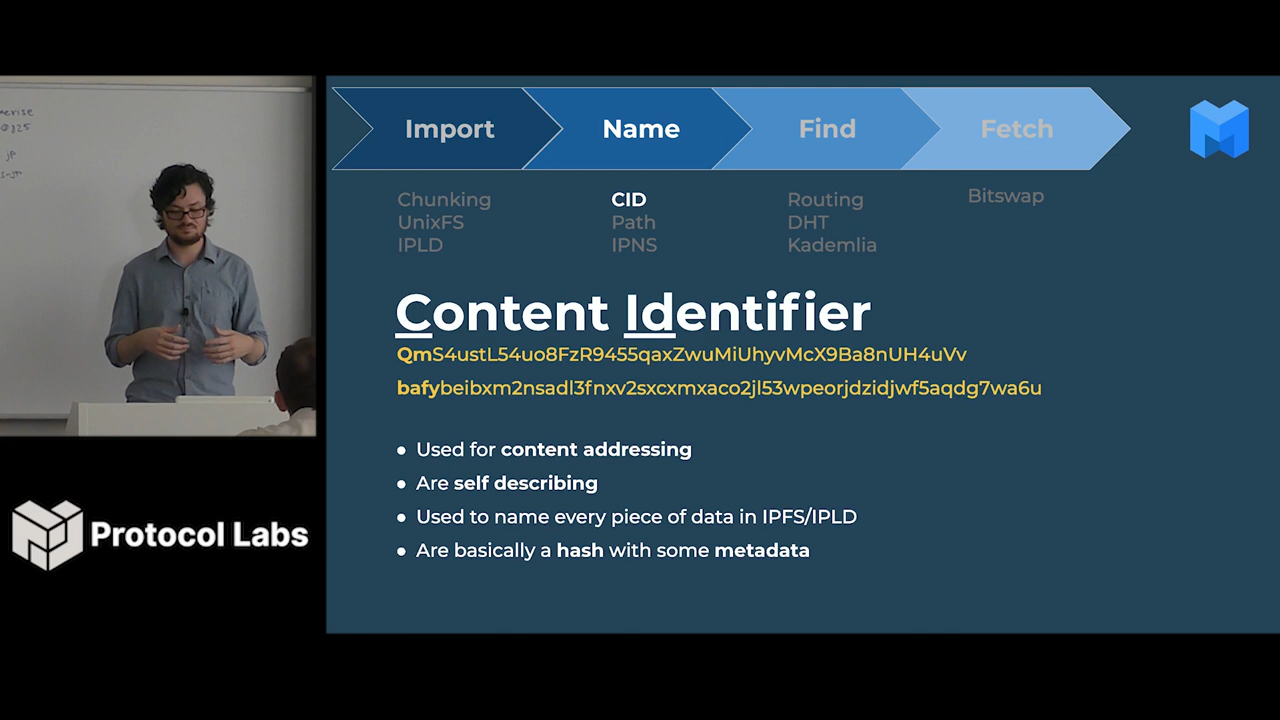 Import
Name
Find
Fetch
Chunking
UnixFS
IPLD
CID
Path
IPNS
Routing
DHT
Kademlia
Bitswap
Content Identifier
QmS4ustL54uo8FzR9455qaxZwuMiUhyvMcX9Ba8nUH4uVv
bafybeibxm2nsadl3fnxv2sxcxmxaco2jl53wpeorjdzidjwf5aqdg7wa6u
• Used for content addressing
• Are self describing
• Used to name every piece of data in IPFS/IPLD
• Are basically a hash with some metadata
Protocol Labs